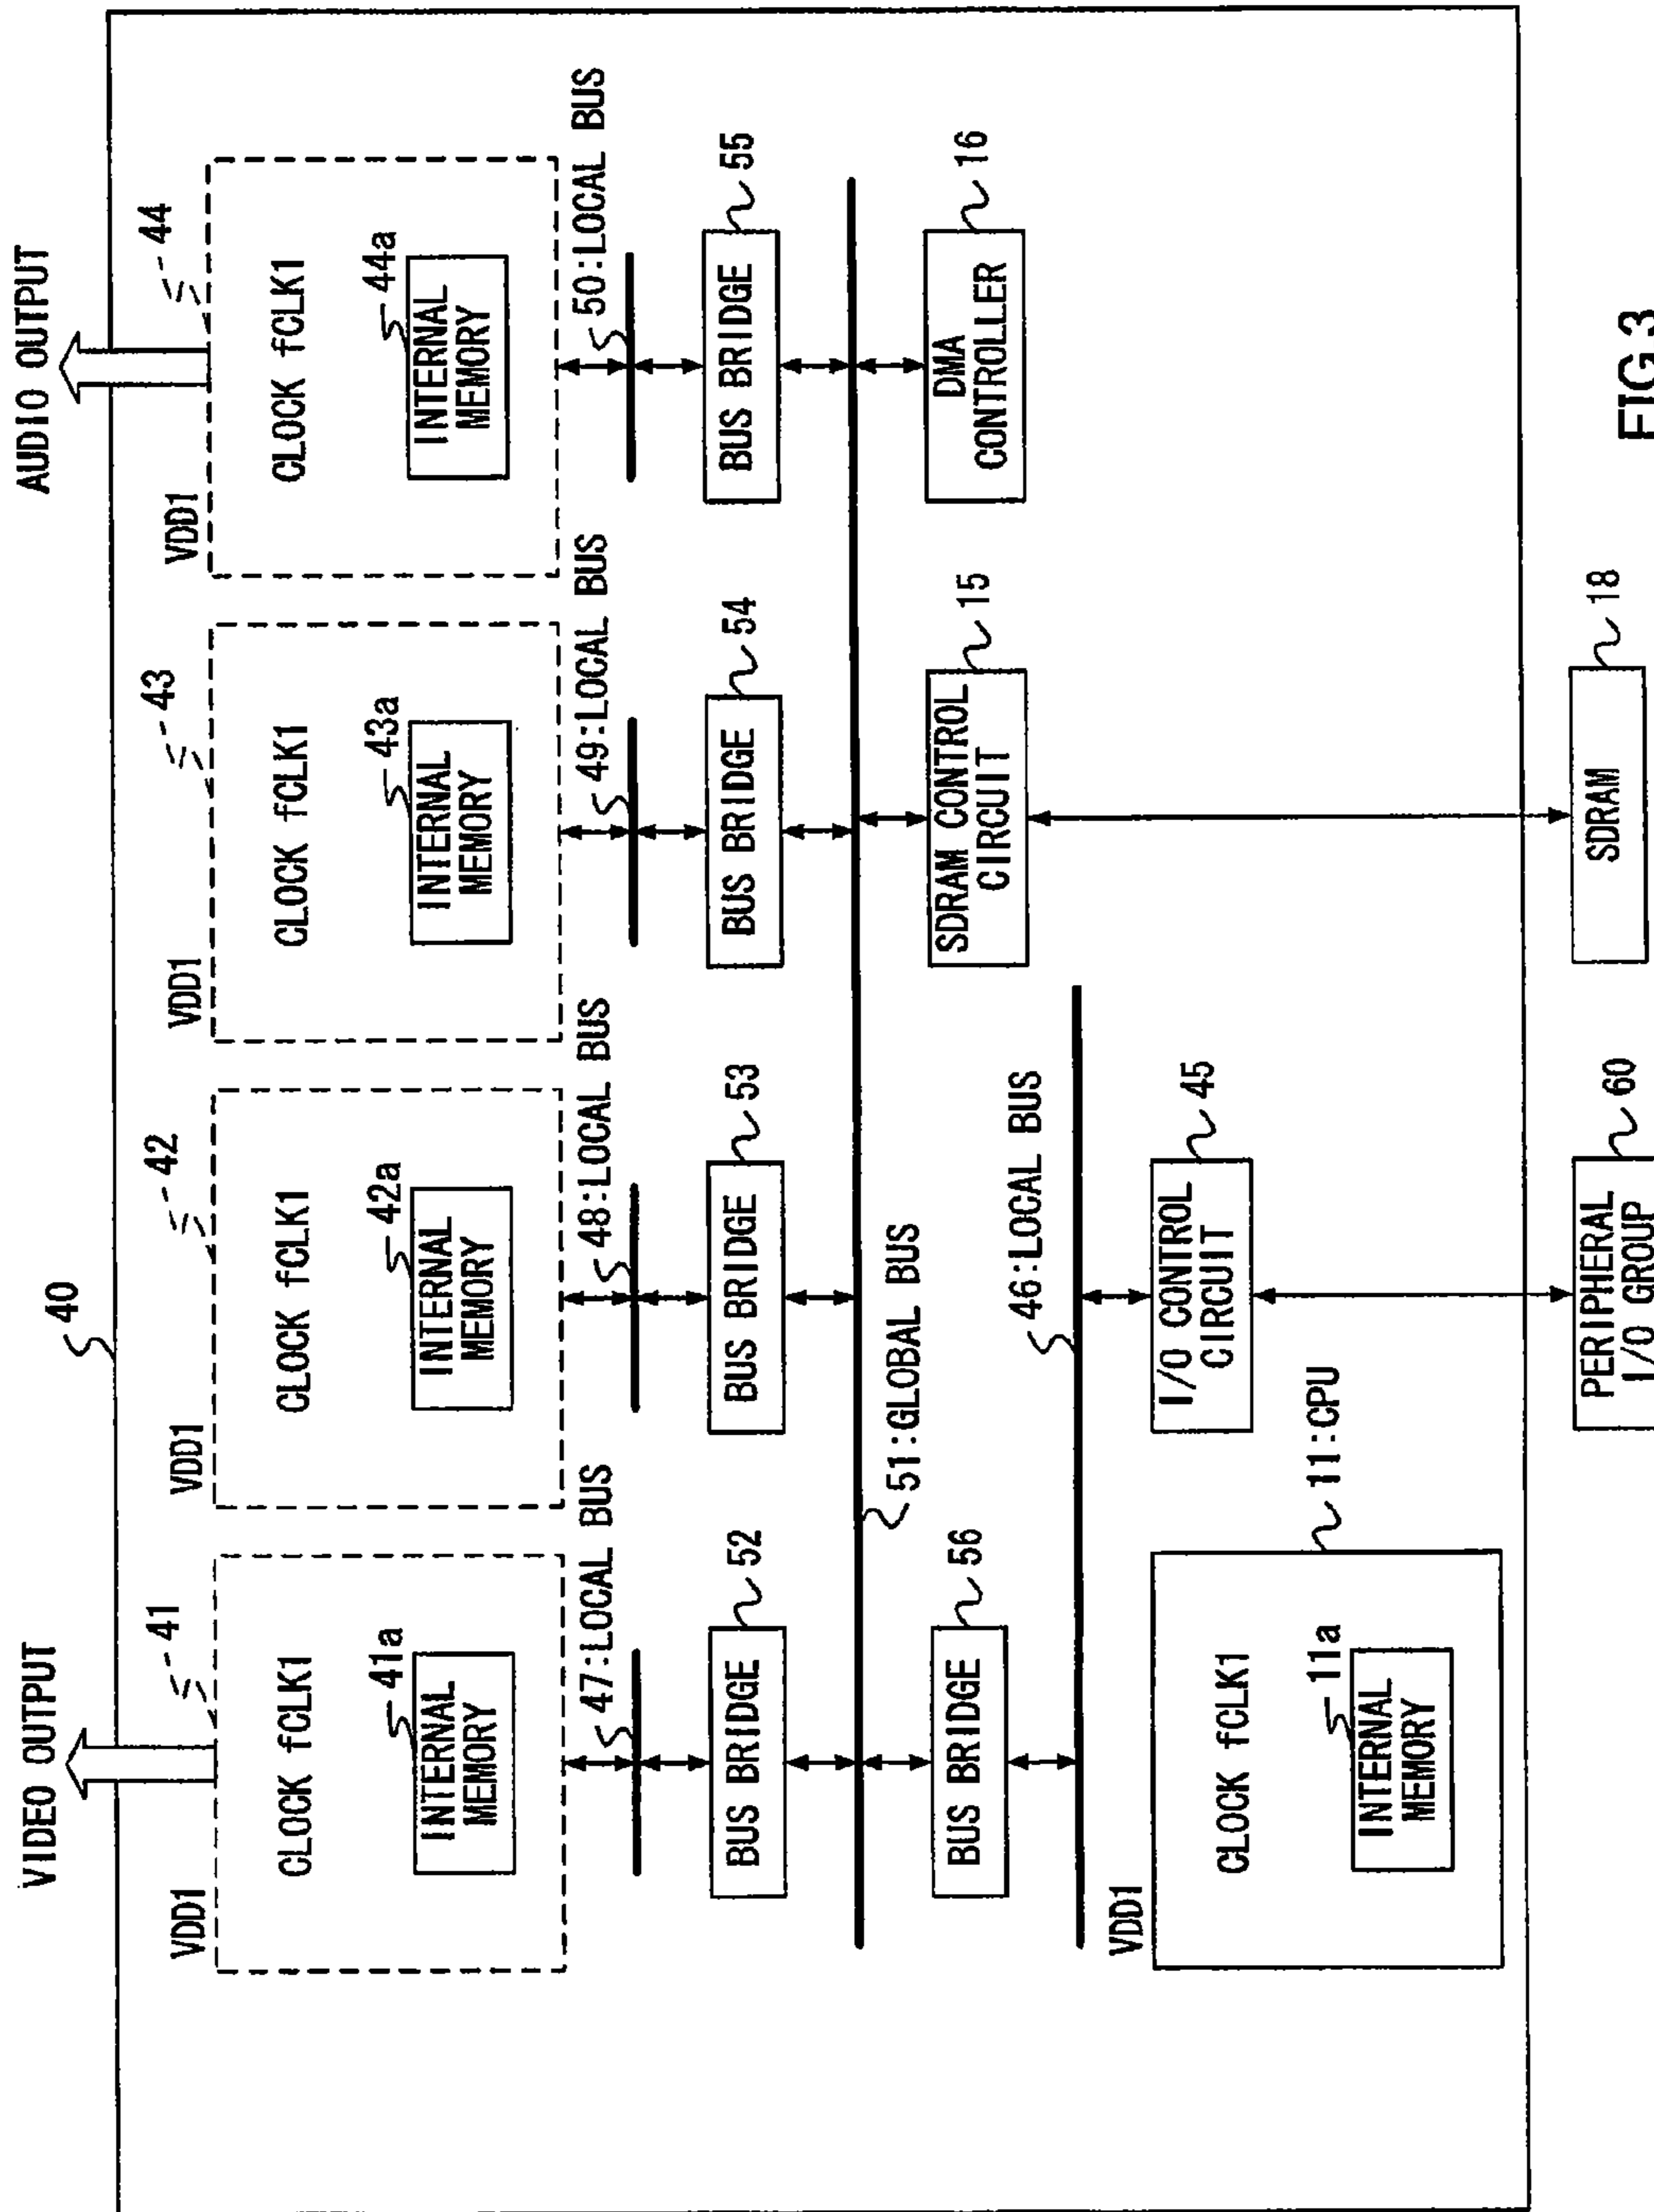 VIDEO OUTPUT
AUDIO OUTPUT
40
41
42
43
44
VDD1
VDD1
VDD1
VDD1
CLOCK fCLK1
CLOCK fCLK1
CLOCK fCLK1
CLOCK fCLK1
41a
42a
43a
44a
INTERNAL
MEMORY
INTERNAL
MEMORY
INTERNAL
MEMORY
INTERNAL
MEMORY
47:LOCAL BUS
48:LOCAL BUS
49:LOCAL BUS
50:LOCAL BUS
BUS BRIDGE
52
BUS BRIDGE
53
BUS BRIDGE
54
BUS BRIDGE
55
51:GLOBAL BUS
BUS BRIDGE
56
SDRAM CONTROL
CIRCUIT
15
DMA
CONTROLLER
16
46:LOCAL BUS
VDD1
11:CPU
CLOCK fCLK1
11a
INTERNAL
MEMORY
I/O CONTROL
CIRCUIT
45
PERIPHERAL
I/O GROUP
60
SDRAM
18
FIG.3